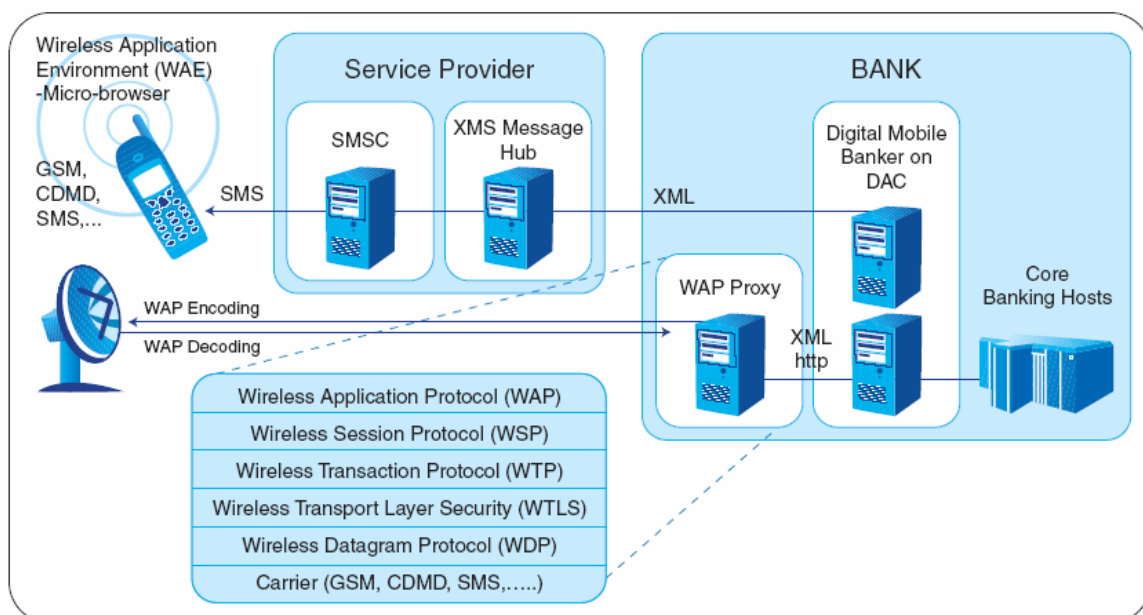 Wireless Application
Environment (WAE)
-Micro-browser
GSM,
CDMD,
SMS,...
SMS
Service Provider
SMSC
XMS Message
Hub
XML
BANK
Digital Mobile
Banker on
DAC
WAP Proxy
XML
http
Core
Banking Hosts
WAP Encoding
WAP Decoding
Wireless Application Protocol (WAP)
Wireless Session Protocol (WSP)
Wireless Transaction Protocol (WTP)
Wireless Transport Layer Security (WTLS)
Wireless Datagram Protocol (WDP)
Carrier (GSM, CDMD, SMS,.....)